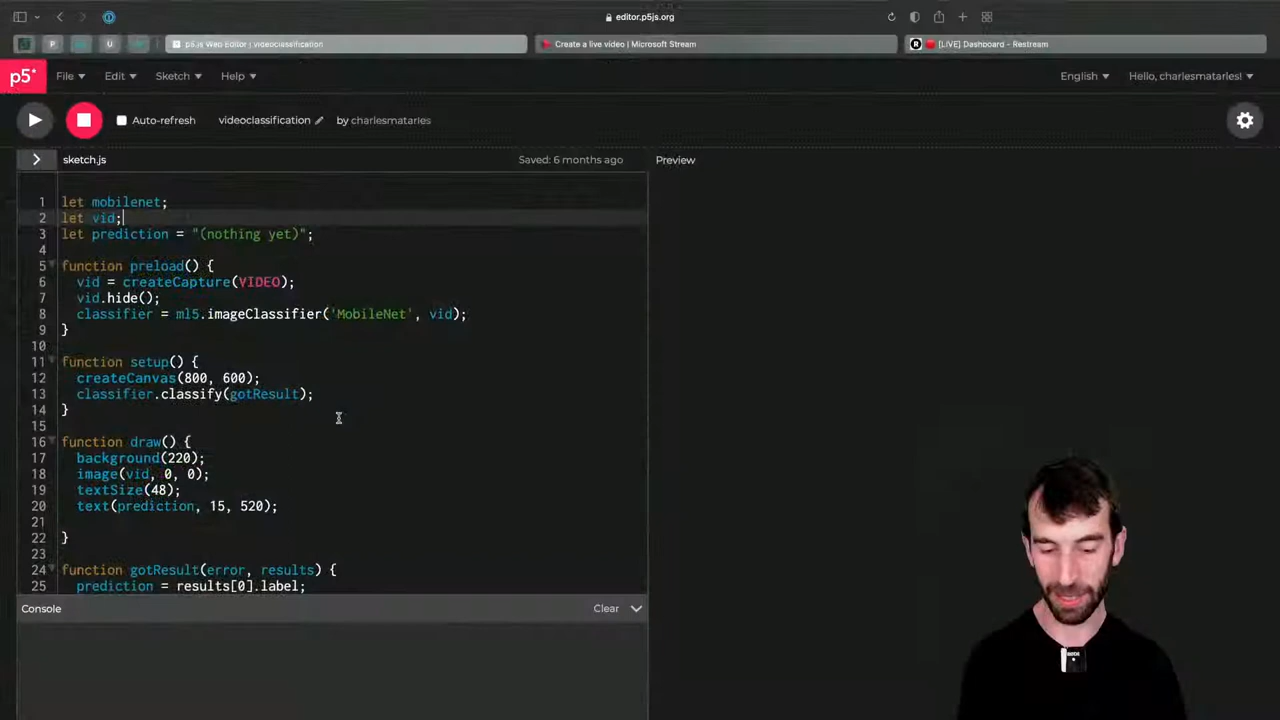 editor.p5js.org
p5.js Web Editor | videoclassification
Create a live video | Microsoft Stream
[LIVE] Dashboard - Restream
p5* File Edit Sketch Help English Hello, charlesmataries!
Auto-refresh videoclassification by charlesmataries
sketch.js Saved: 6 months ago Preview
1 let mobilenet;
2 let vid;
3 let prediction = "(nothing yet)";
4
5 function preload() {
6 vid = createCapture(VIDEO);
7 vid.hide();
8 classifier = ml5.imageClassifier('MobileNet', vid);
9 }
10
11 function setup() {
12 createCanvas(800, 600);
13 classifier.classify(gotResult);
14 }
15
16 function draw() {
17 background(220);
18 image(vid, 0, 0);
19 textSize(48);
20 text(prediction, 15, 520);
21
22 }
23
24 function gotResult(error, results) {
25 prediction = results[0].label;
Console Clear